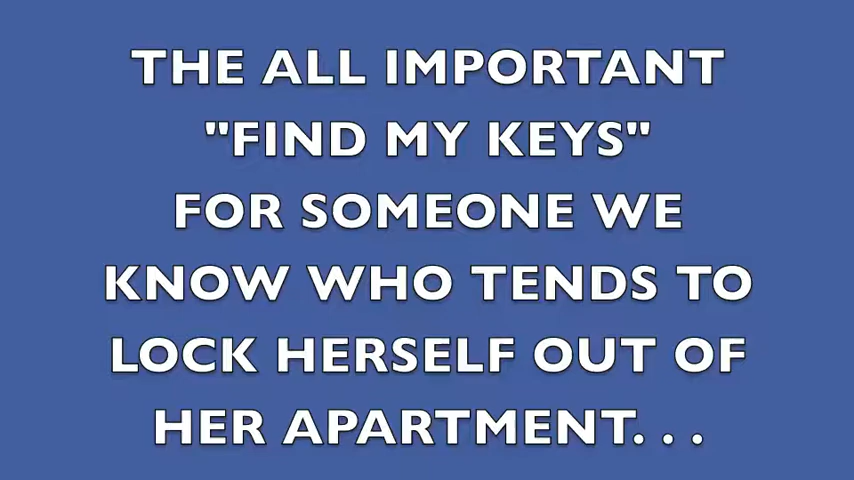 THE ALL IMPORTANT
"FIND MY KEYS"
FOR SOMEONE WE
KNOW WHO TENDS TO
LOCK HERSELF OUT OF
HER APARTMENT. . .